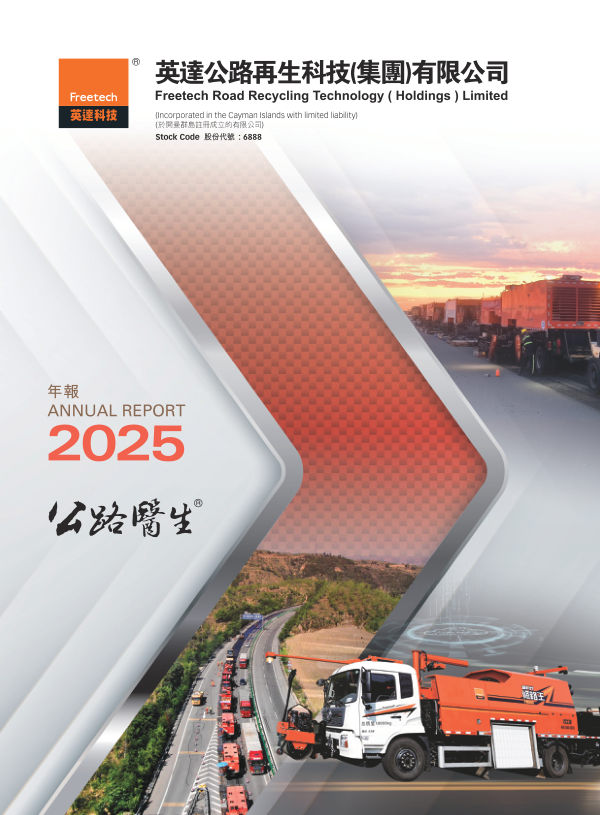 ®
Freetech
英達科技
英達公路再生科技(集團)有限公司
Freetech Road Recycling Technology ( Holdings ) Limited
(Incorporated in the Cayman Islands with limited liability)
(於開曼群島註冊成立的有限公司)
Stock Code 股份代號 : 6888
年報
ANNUAL REPORT
2025
公路醫生®